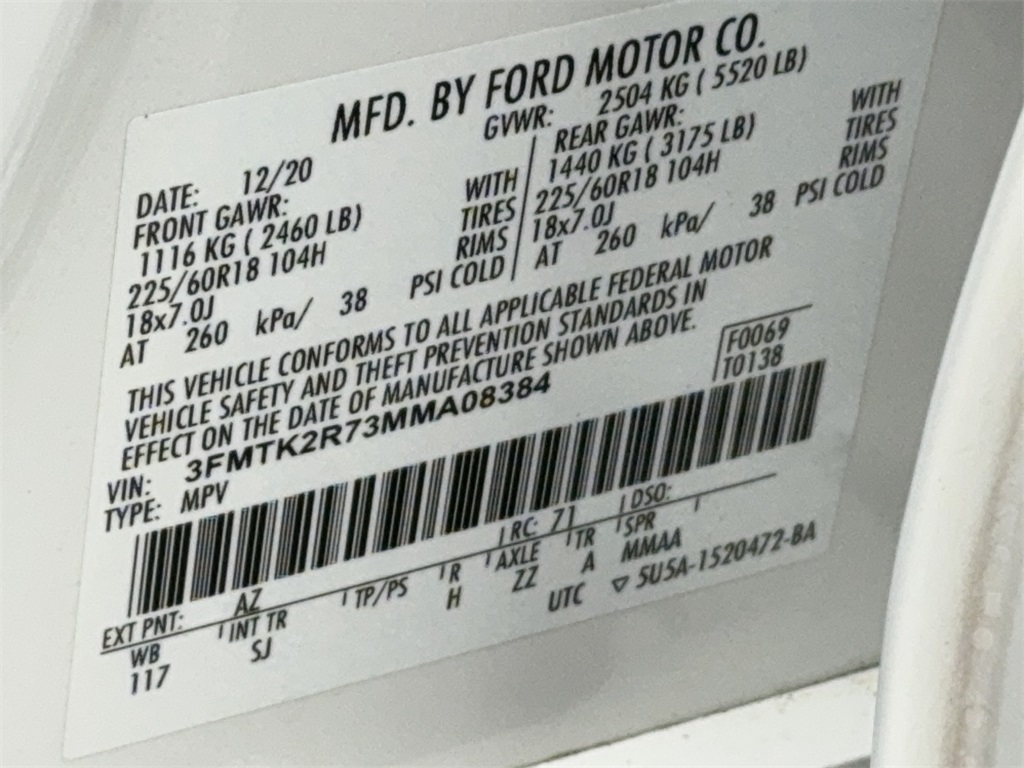 MFD. BY FORD MOTOR CO.
DATE: 12/20
GVWR: 2504 KG ( 5520 LB)
FRONT GAWR:
1116 KG ( 2460 LB)
WITH
225/60R18 104H
TIRES
18x7.0J
RIMS
AT 260 kPa/ 38 PSI COLD
REAR GAWR:
1440 KG ( 3175 LB)
WITH
225/60R18 104H
TIRES
18x7.0J
RIMS
AT 260 kPa/ 38 PSI COLD
THIS VEHICLE CONFORMS TO ALL APPLICABLE FEDERAL MOTOR
VEHICLE SAFETY AND THEFT PREVENTION STANDARDS IN
EFFECT ON THE DATE OF MANUFACTURE SHOWN ABOVE.
F0069
T0138
VIN: 3FMTK2R73MMA08384
TYPE: MPV
EXT PNT: AZ RC: 71 DSO:
WB INT TR TP/PS R AXLE TR SPR
117 SJ H ZZ A MMAA
UTC ▽ 5U5A-1520472-BA